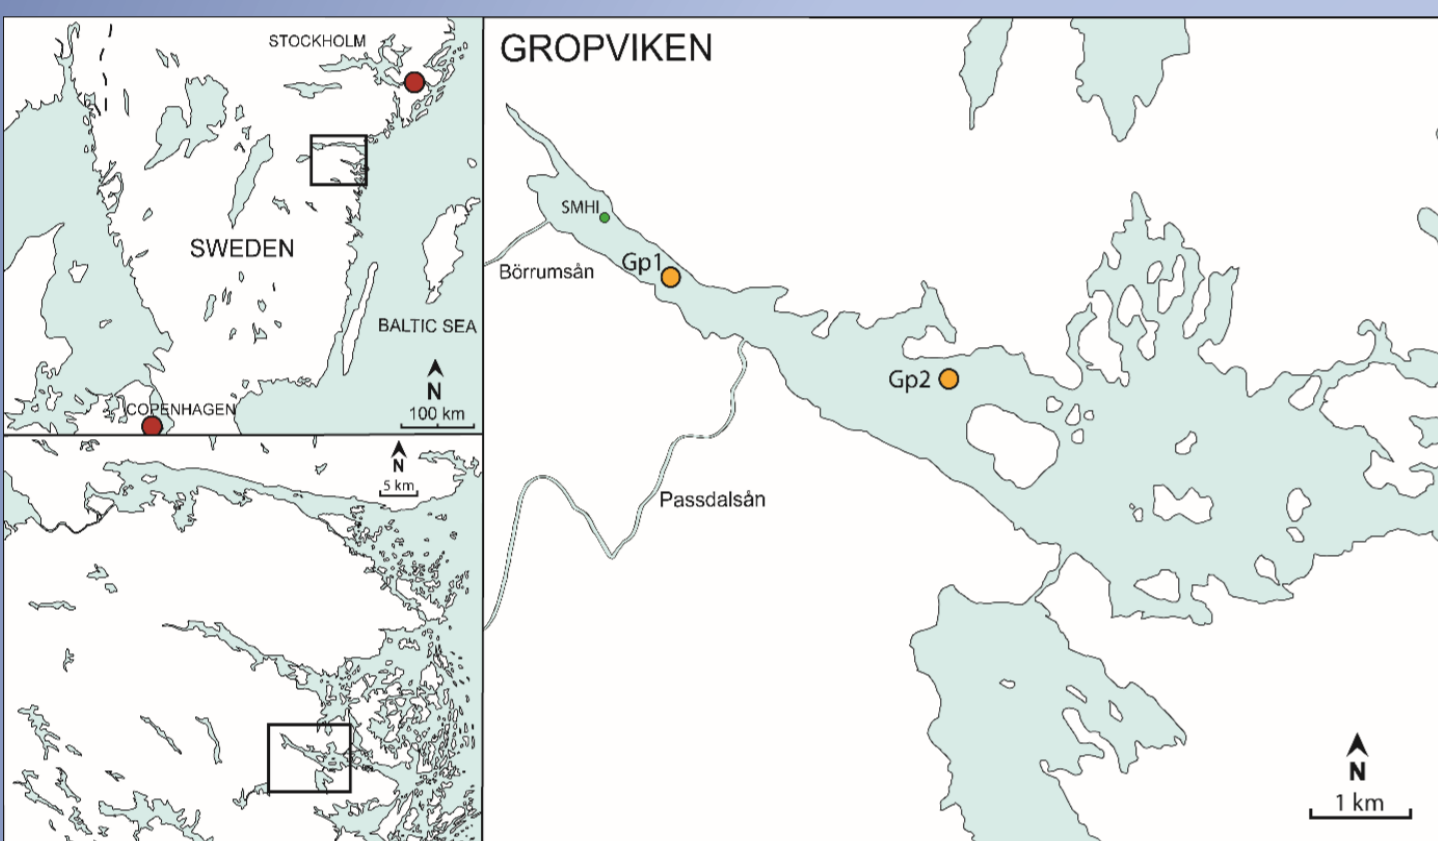 STOCKHOLM
SWEDEN
BALTIC SEA
N
100 km
COPENHAGEN
N
5 km
GROPVIKEN
SMHI
Gp1
Börrumsån
Gp2
Passdalsån
N
1 km